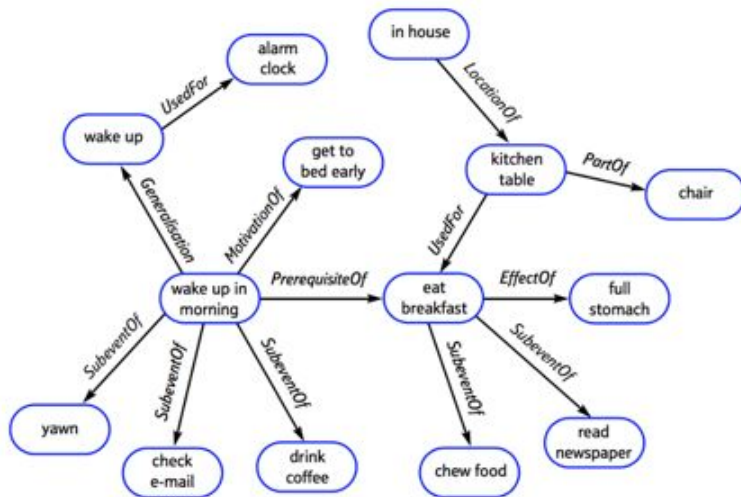 alarm
clock
in house
UsedFor
LocationOf
wake up
get to
bed early
kitchen
table
PartOf
chair
Generalisation
MotivationOf
UsedFor
wake up in
morning
PrerequisiteOf
eat
breakfast
EffectOf
full
stomach
SubeventOf
SubeventOf
SubeventOf
SubeventOf
SubeventOf
yawn
check
e-mail
drink
coffee
chew food
read
newspaper